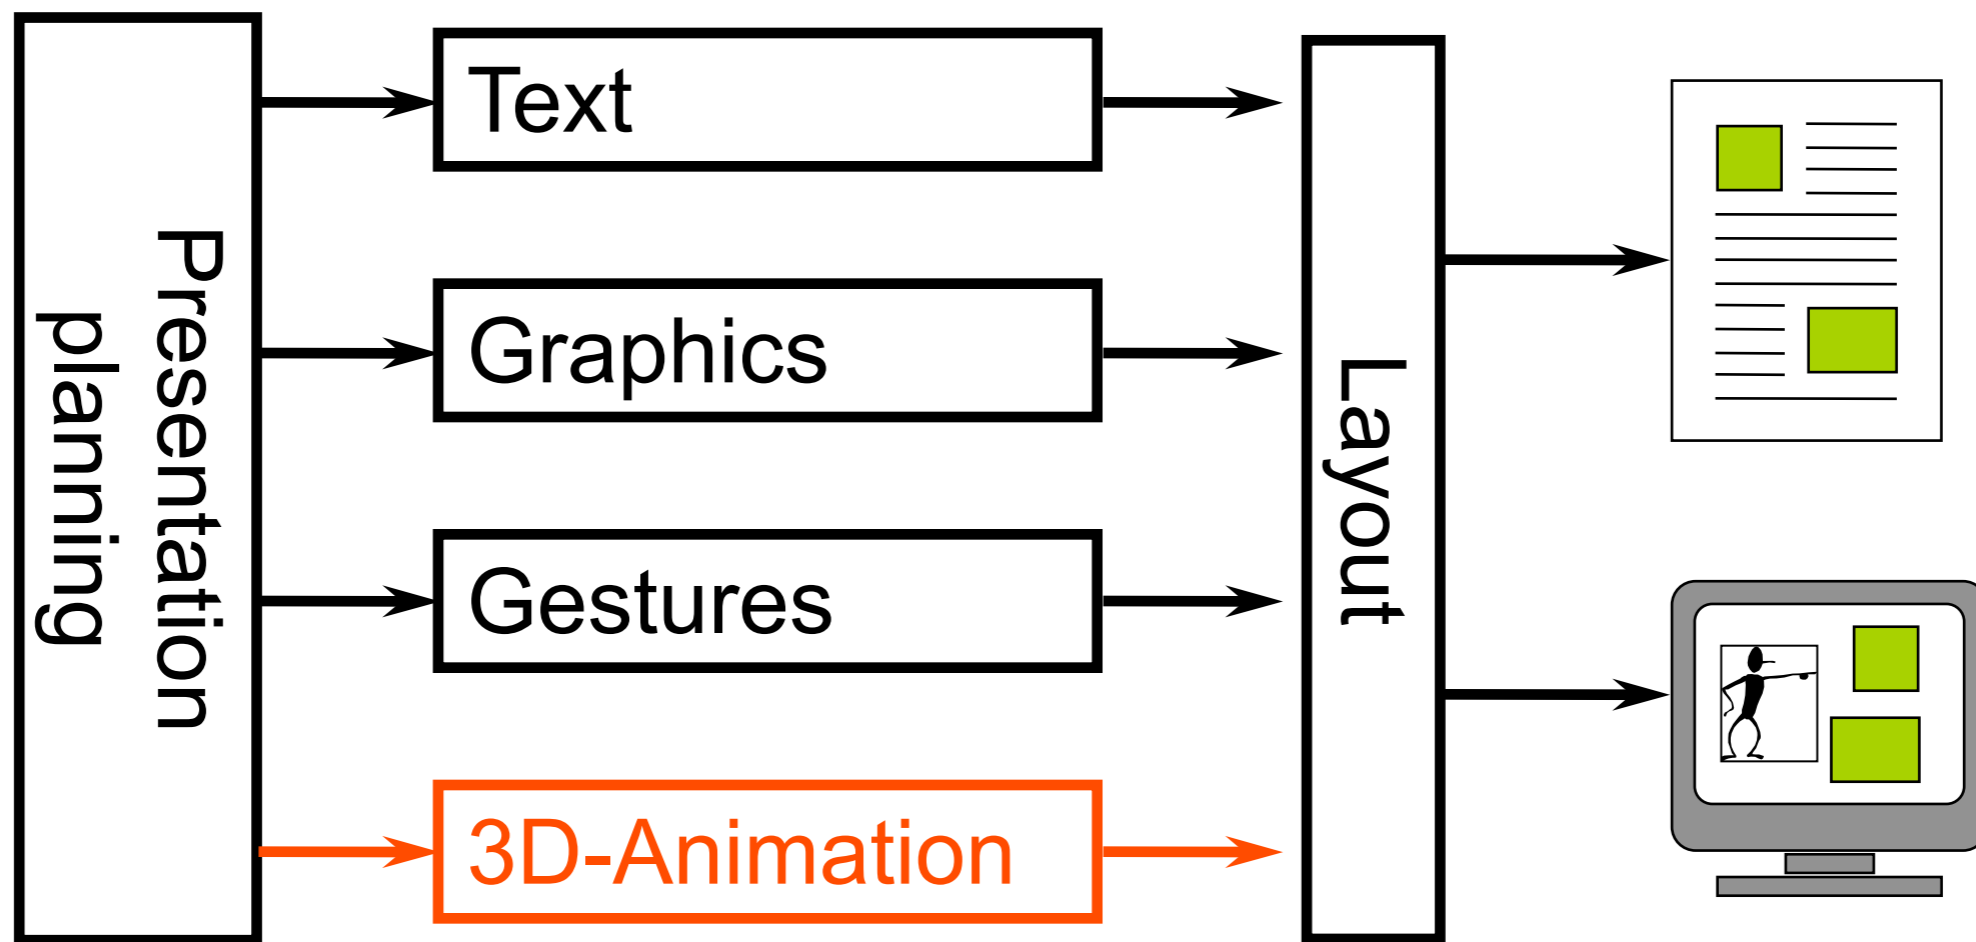 Presentation
planning
Text
Graphics
Gestures
3D-Animation
Layout